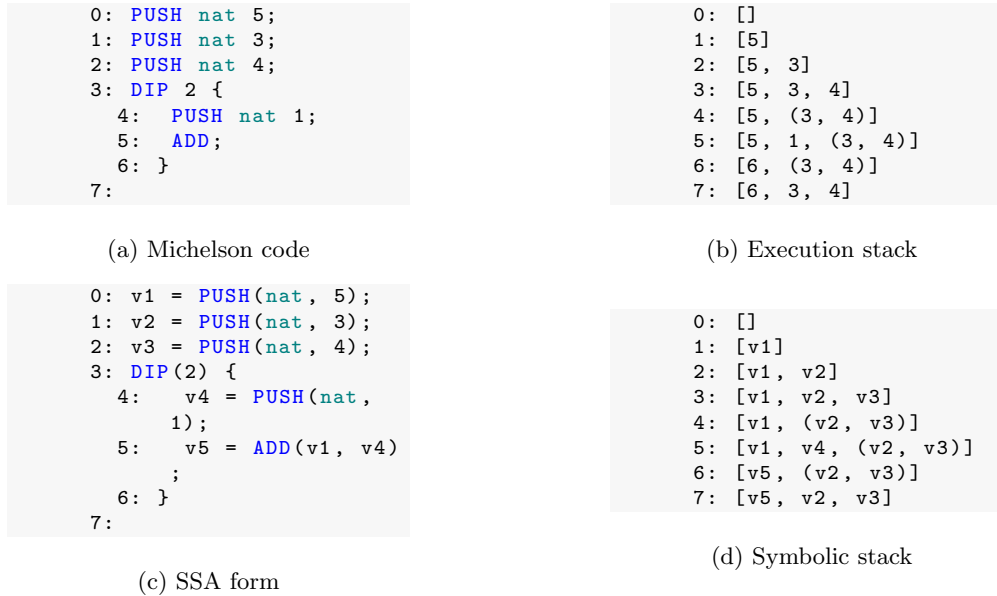 0: PUSH nat 5;
1: PUSH nat 3;
2: PUSH nat 4;
3: DIP 2 {
4: PUSH nat 1;
5: ADD;
6: }
7:
(a) Michelson code
0: []
1: [5]
2: [5, 3]
3: [5, 3, 4]
4: [5, (3, 4)]
5: [5, 1, (3, 4)]
6: [6, (3, 4)]
7: [6, 3, 4]
(b) Execution stack
0: v1 = PUSH(nat, 5);
1: v2 = PUSH(nat, 3);
2: v3 = PUSH(nat, 4);
3: DIP(2) {
4: v4 = PUSH(nat,
1);
5: v5 = ADD(v1, v4)
;
6: }
7:
(c) SSA form
0: []
1: [v1]
2: [v1, v2]
3: [v1, v2, v3]
4: [v1, (v2, v3)]
5: [v1, v4, (v2, v3)]
6: [v5, (v2, v3)]
7: [v5, v2, v3]
(d) Symbolic stack